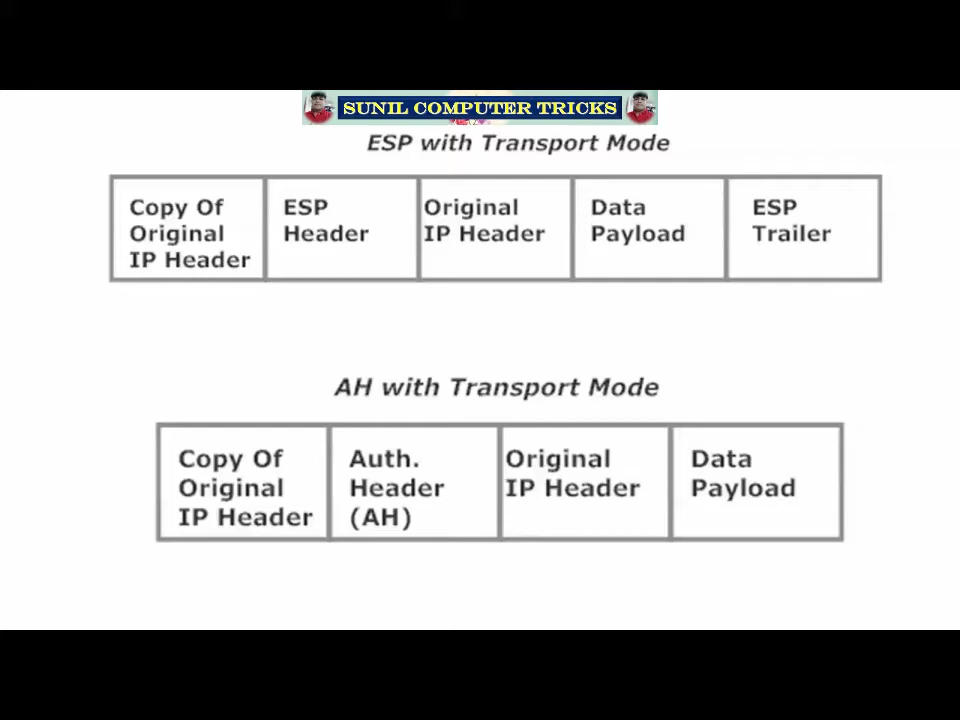 SUNIL COMPUTER TRICKS
ESP with Transport Mode
Copy Of
Original
IP Header
ESP
Header
Original
IP Header
Data
Payload
ESP
Trailer
AH with Transport Mode
Copy Of
Original
IP Header
Auth.
Header
(AH)
Original
IP Header
Data
Payload